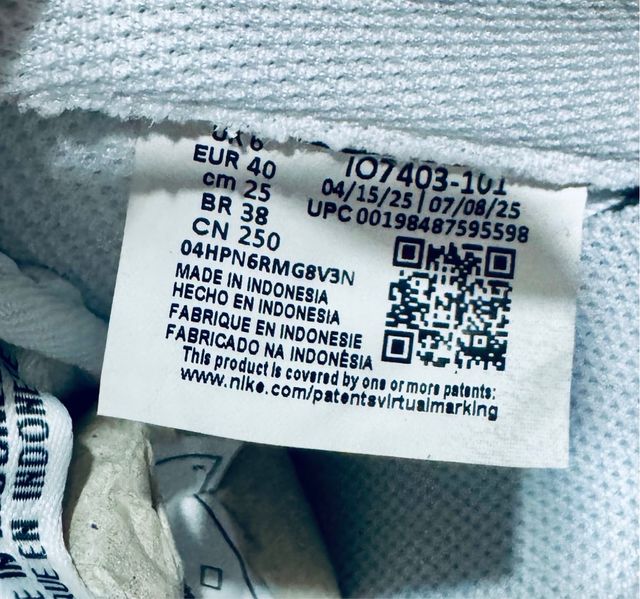 UK 6
EUR 40
cm 25
BR 38
CN 250
04HPN6RMG8V3N
MADE IN INDONESIA
HECHO EN INDONESIA
FABRIQUE EN INDONESIE
FABRICADO NA INDONÉSIA
IO7403-101
04/15/25 | 07/08/25
UPC 00198487595598
This product is covered by one or more patents:
www.nike.com/patentsvirtualmarking